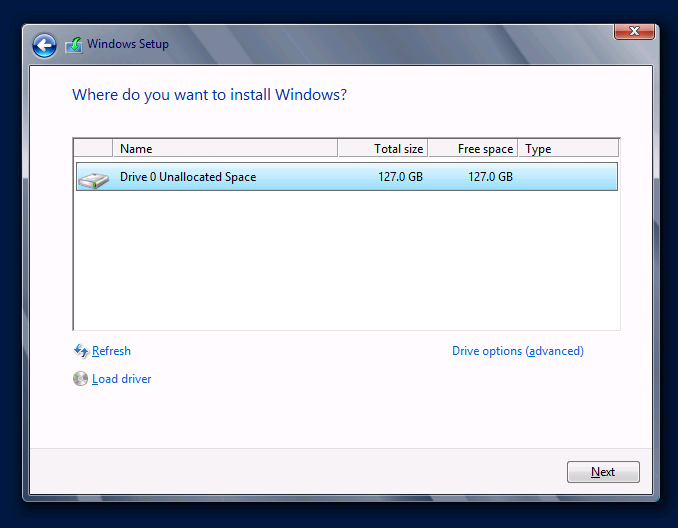 Windows Setup
Where do you want to install Windows?
Name Total size Free space Type
Drive 0 Unallocated Space 127.0 GB 127.0 GB
Refresh Drive options (advanced)
Load driver
Next